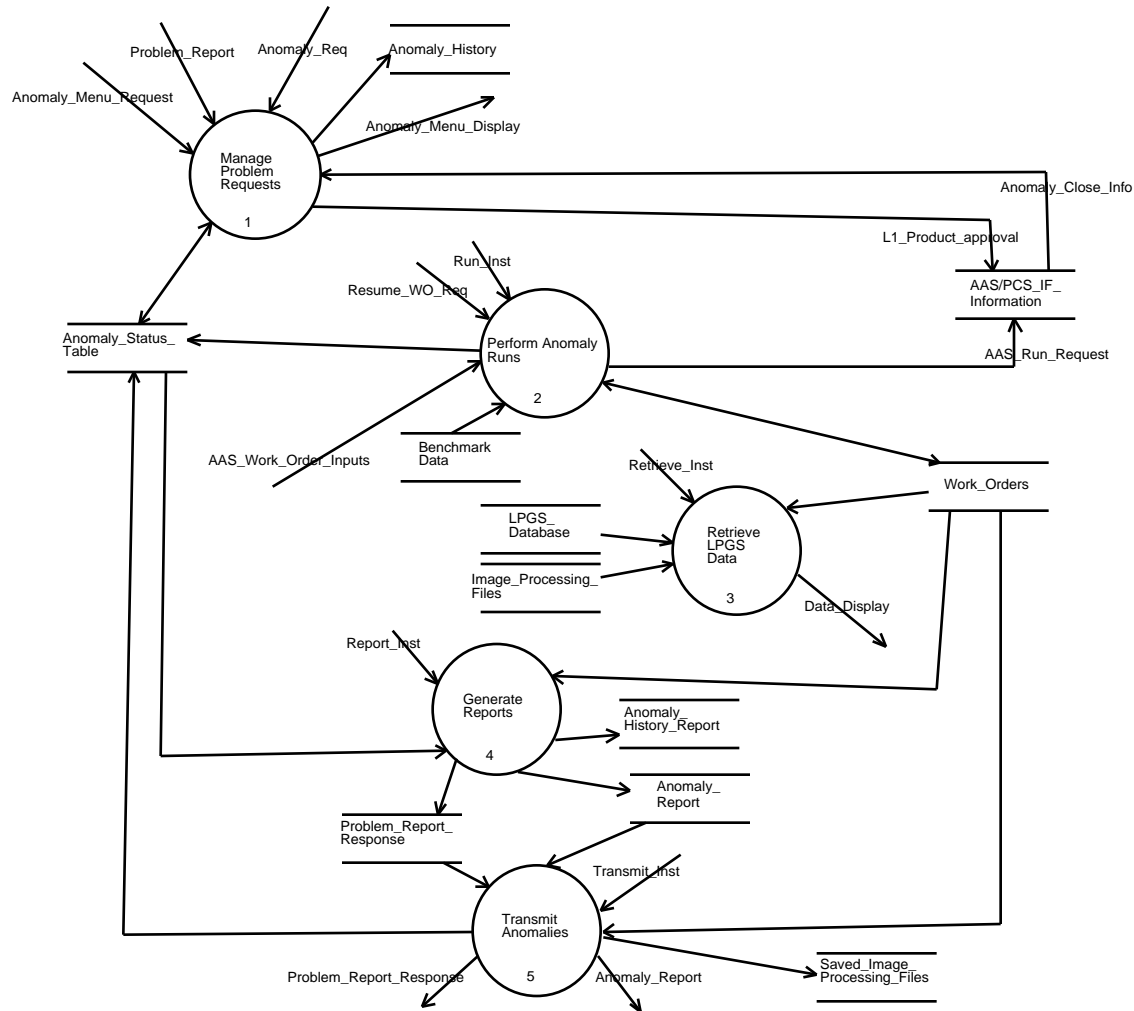 Problem_Report
Anomaly_Req
Anomaly_History
Anomaly_Menu_Request
Anomaly_Menu_Display
Manage
Problem
Requests
1
Anomaly_Close_Info
L1_Product_approval
Run_Inst
Resume_WO_Req
AAS/PCS_IF_
Information
Anomaly_Status_
Table
Perform Anomaly
Runs
2
AAS_Run_Request
Benchmark
Data
AAS_Work_Order_Inputs
Retrieve_Inst
Work_Orders
LPGS_
Database
Retrieve
LPGS
Data
3
Image_Processing_
Files
Data_Display
Report_Inst
Generate
Reports
4
Anomaly_
History_Report
Anomaly_
Report
Problem_Report_
Response
Transmit_Inst
Transmit
Anomalies
5
Problem_Report_Response
Anomaly_Report
Saved_Image_
Processing_Files